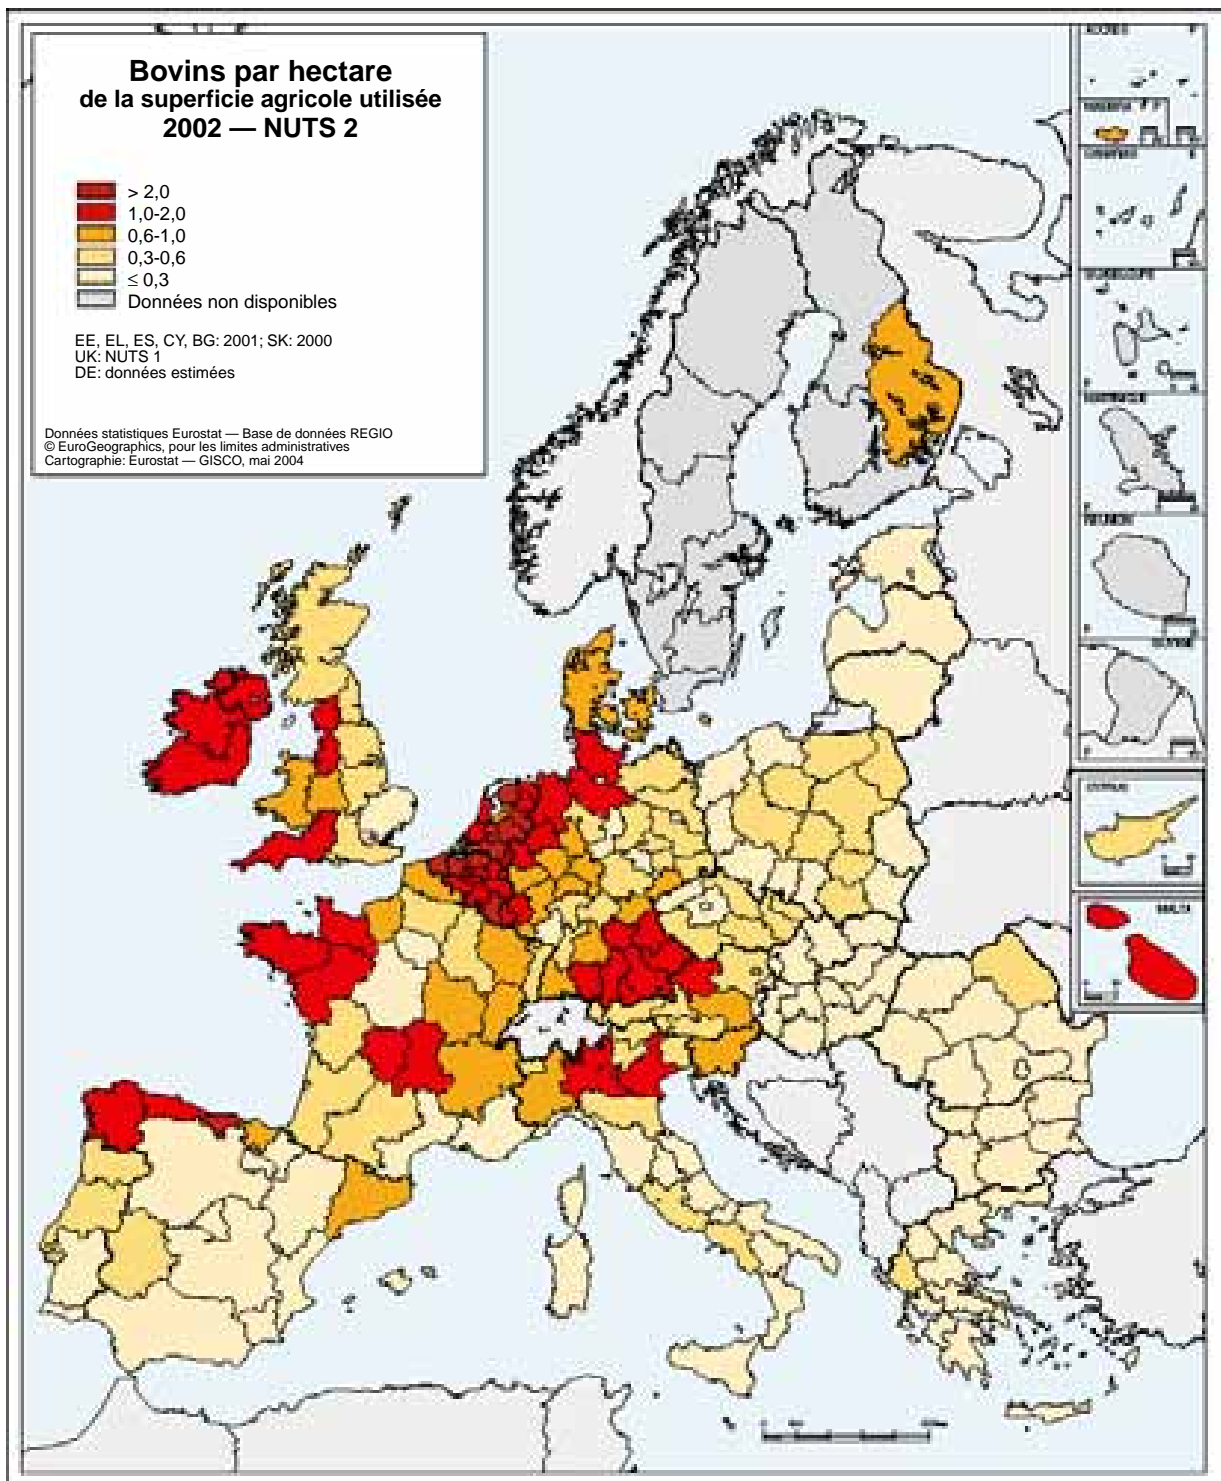 Bovins par hectare
de la superficie agricole utilisée
2002 — NUTS 2
> 2,0
1,0-2,0
0,6-1,0
0,3-0,6
≤ 0,3
Données non disponibles
EE, EL, ES, CY, BG: 2001; SK: 2000
UK: NUTS 1
DE: données estimées
Données statistiques Eurostat — Base de données REGIO
© EuroGeographics, pour les limites administratives
Cartographie: Eurostat — GISCO, mai 2004
GUADELOUPE
REUNION
MALTA